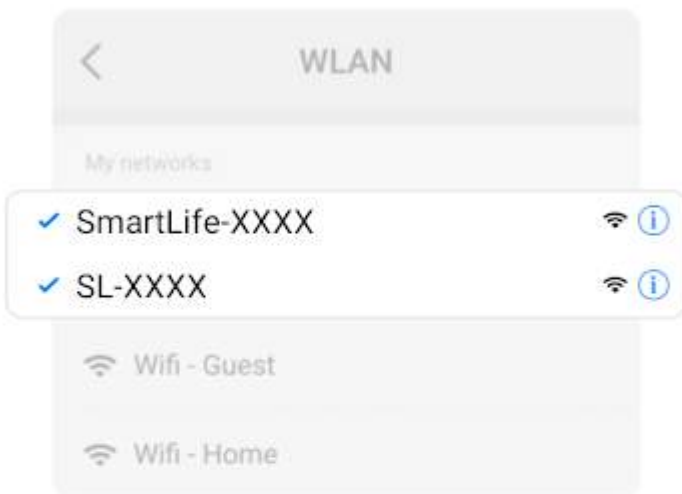 WLAN
My networks
SmartLife-XXXX
SL-XXXX
Wifi - Guest
Wifi - Home